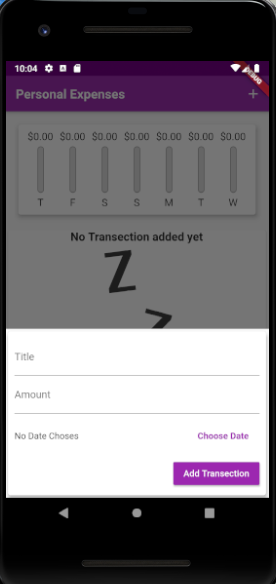 10:04
DEBUG
Personal Expenses +
$0.00 $0.00 $0.00 $0.00 $0.00 $0.00 $0.00
T F S S M T W
No Transection added yet
Z
Z
Title
Amount
No Date Choses Choose Date
Add Transection